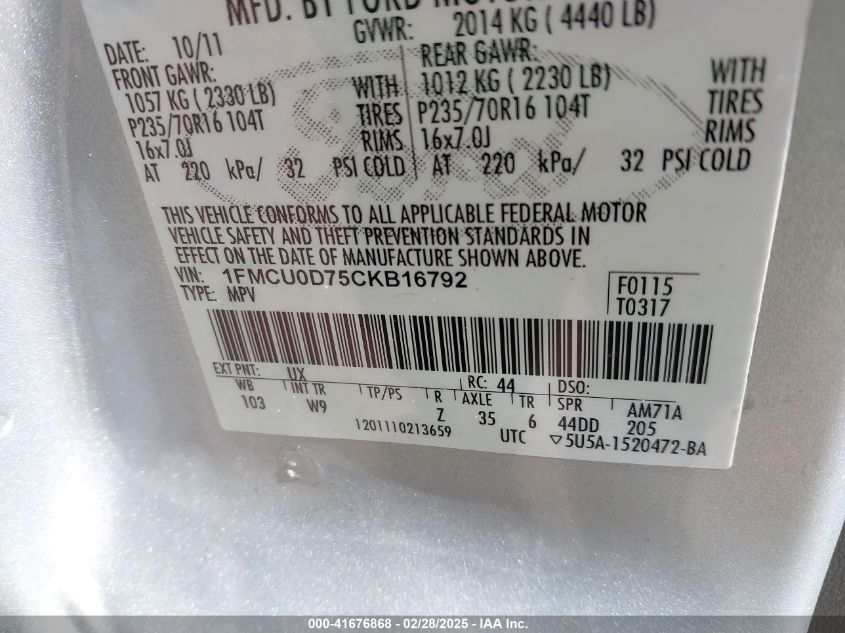 MFD. BY FORD MOTOR
GVWR: 2014 KG ( 4440 LB)
DATE: 10/11
FRONT GAWR: REAR GAWR:
1057 KG ( 2330 LB) WITH 1012 KG ( 2230 LB) WITH
P235/70R16 104T TIRES P235/70R16 104T TIRES
16x7.0J RIMS 16x7.0J RIMS
AT 220 kPa/ 32 PSI COLD AT 220 kPa/ 32 PSI COLD
THIS VEHICLE CONFORMS TO ALL APPLICABLE FEDERAL MOTOR
VEHICLE SAFETY AND THEFT PREVENTION STANDARDS IN
EFFECT ON THE DATE OF MANUFACTURE SHOWN ABOVE.
VIN: 1FMCU0D75CKB16792
TYPE: MPV
F0115
T0317
EXT PNT: UX RC: 44 DSO:
WB INT TR TP/PS R AXLE TR SPR AM71A
103 W9 Z 35 6 44DD 205
1201110213659 UTC ▽5U5A-1520472-BA
000-41676868 - 02/28/2025 - IAA Inc.